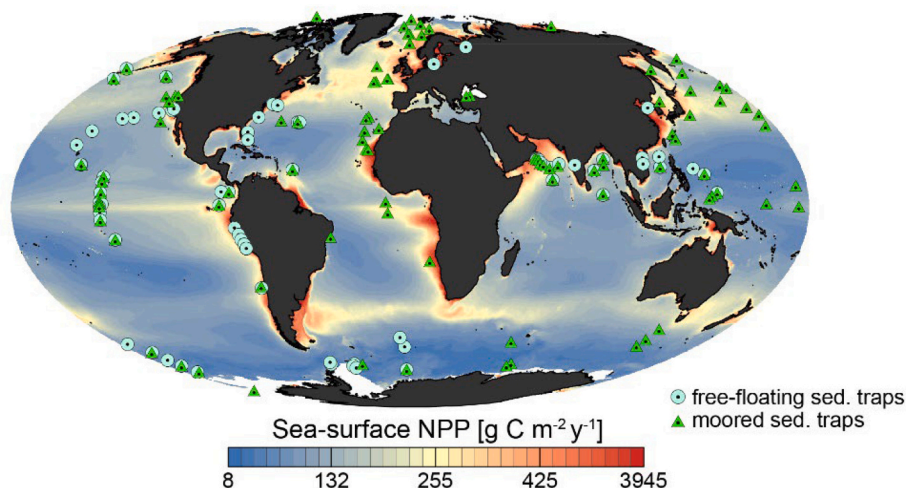 free-floating sed. traps
moored sed. traps
Sea-surface NPP [g C m⁻² y⁻¹]
8 132 255 425 3945